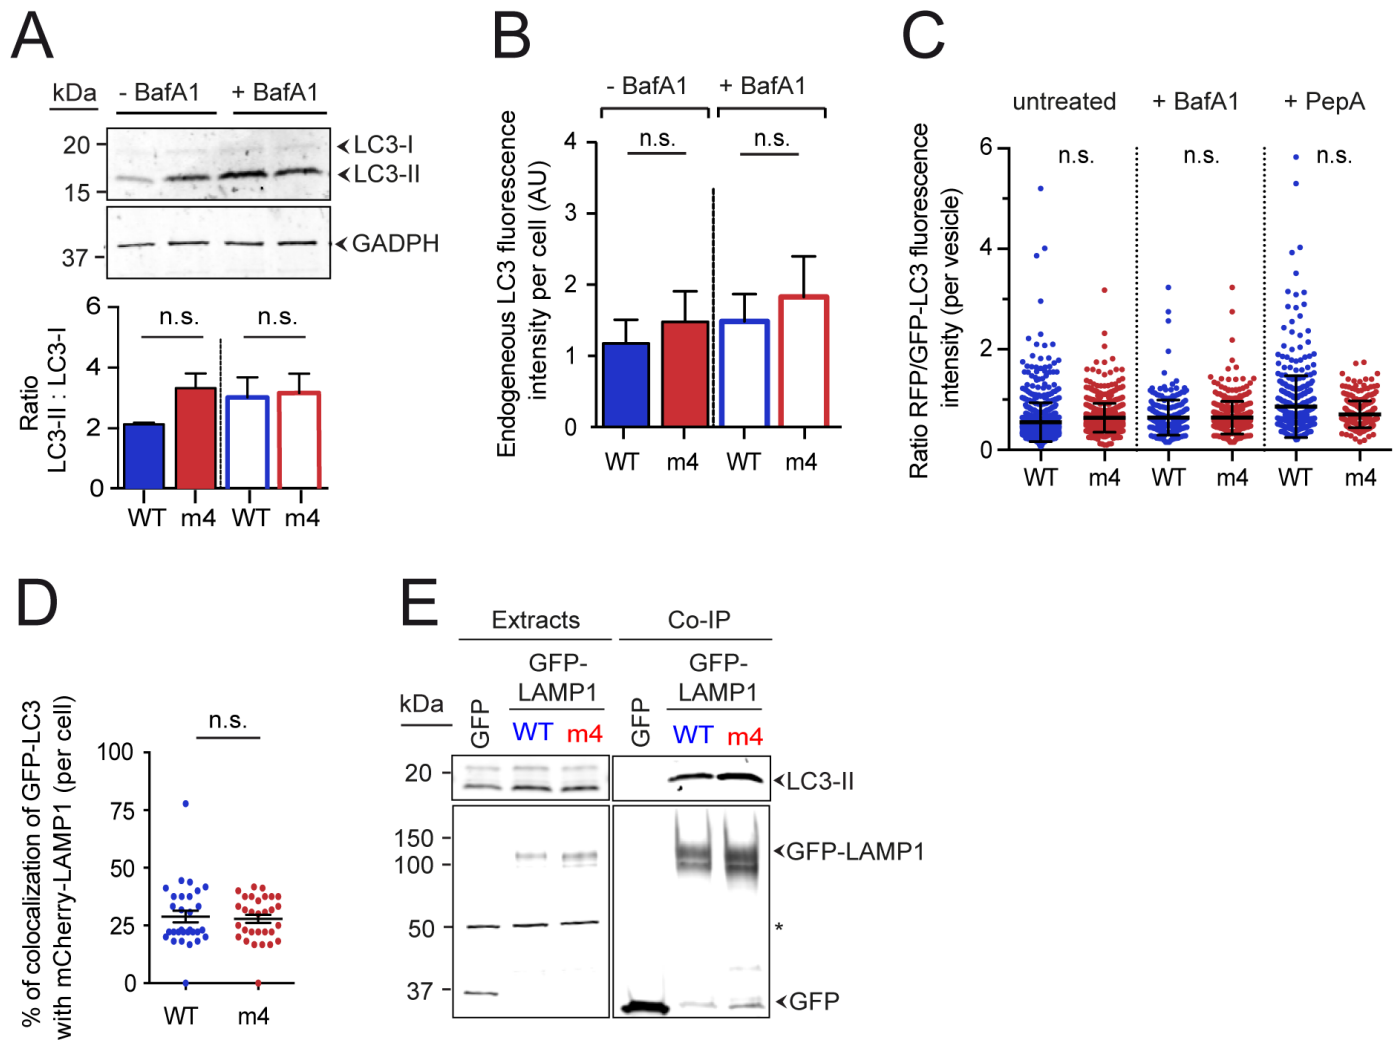 A
kDa
- BafA1
+ BafA1
20
15
LC3-I
LC3-II
37
GADPH
Ratio
LC3-II : LC3-I
6
4
2
0
n.s.
n.s.
WT
m4
WT
m4
B
- BafA1
+ BafA1
Endogeneous LC3 fluorescence
intensity per cell (AU)
4
3
2
1
0
n.s.
n.s.
WT
m4
WT
m4
C
untreated
+ BafA1
+ PepA
Ratio RFP/GFP-LC3 fluorescence
intensity (per vesicle)
6
4
2
0
n.s.
n.s.
n.s.
WT
m4
WT
m4
WT
m4
D
% of colocalization of GFP-LC3
with mCherry-LAMP1 (per cell)
100
75
50
25
0
n.s.
WT
m4
E
Extracts
Co-IP
kDa
GFP
GFP-
LAMP1
WT
m4
GFP
GFP-
LAMP1
WT
m4
20
LC3-II
150
100
50
37
GFP-LAMP1
*
GFP